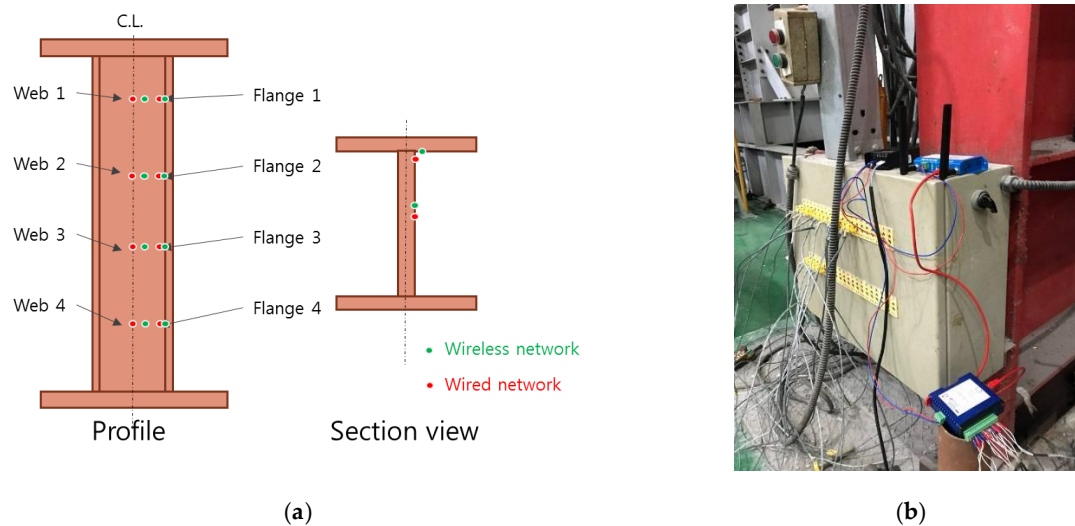 C.L.
Web 1
Flange 1
Web 2
Flange 2
Web 3
Flange 3
Web 4
Flange 4
Wireless network
Wired network
Profile
Section view
(a)
(b)